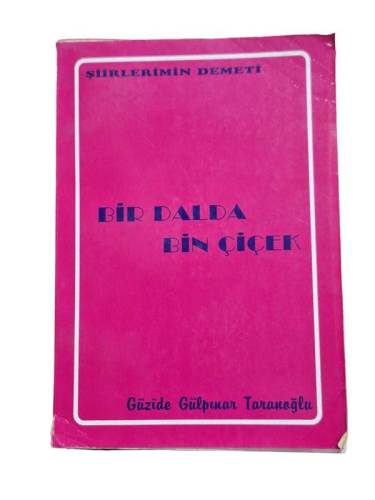 ŞİİRLERİMİN DEMETİ
BİR DALDA
BİN ÇİÇEK
Güzide Gülpınar Taranoğlu